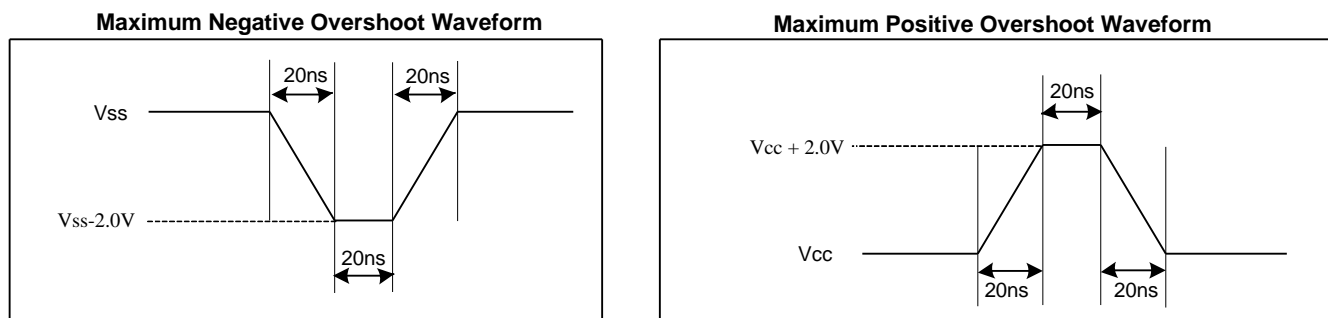 Maximum Negative Overshoot Waveform
20ns
20ns
Vss
Vss-2.0V
20ns
Maximum Positive Overshoot Waveform
20ns
Vcc + 2.0V
Vcc
20ns
20ns